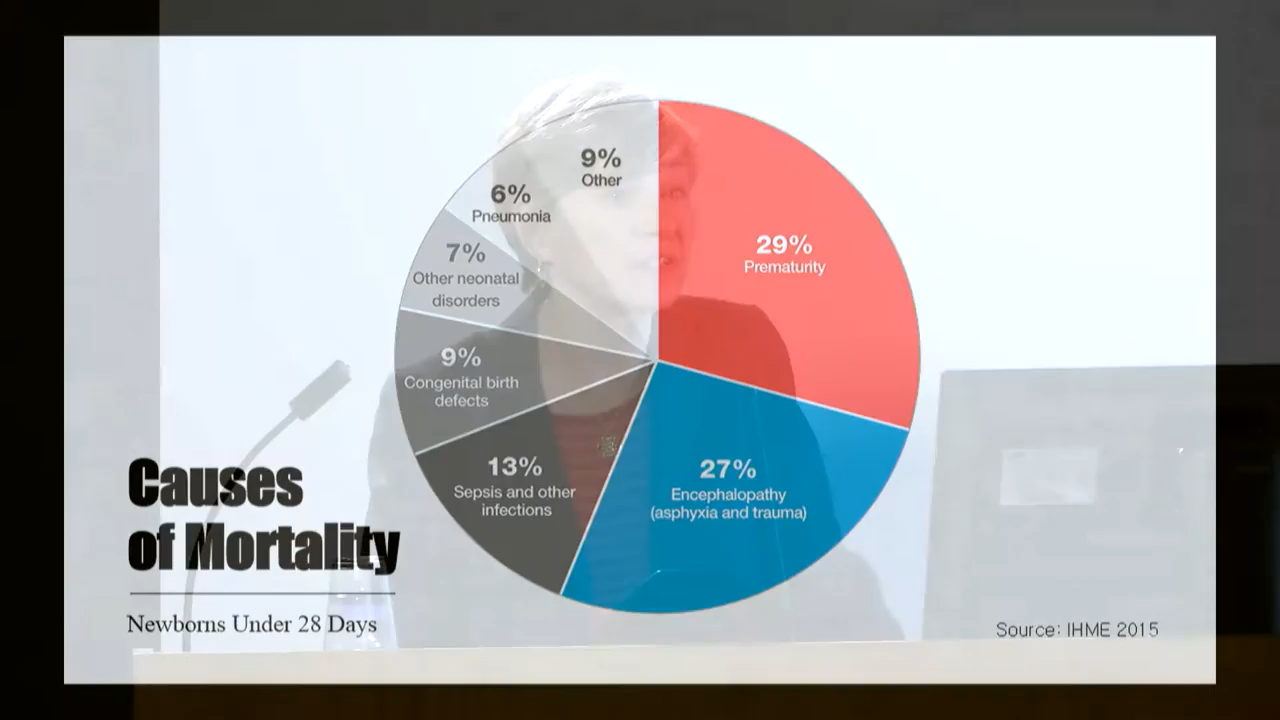 Causes
of Mortality
Newborns Under 28 Days
29%
Prematurity
27%
Encephalopathy
(asphyxia and trauma)
13%
Sepsis and other
infections
9%
Congenital birth
defects
7%
Other neonatal
disorders
6%
Pneumonia
9%
Other
Source: IHME 2015